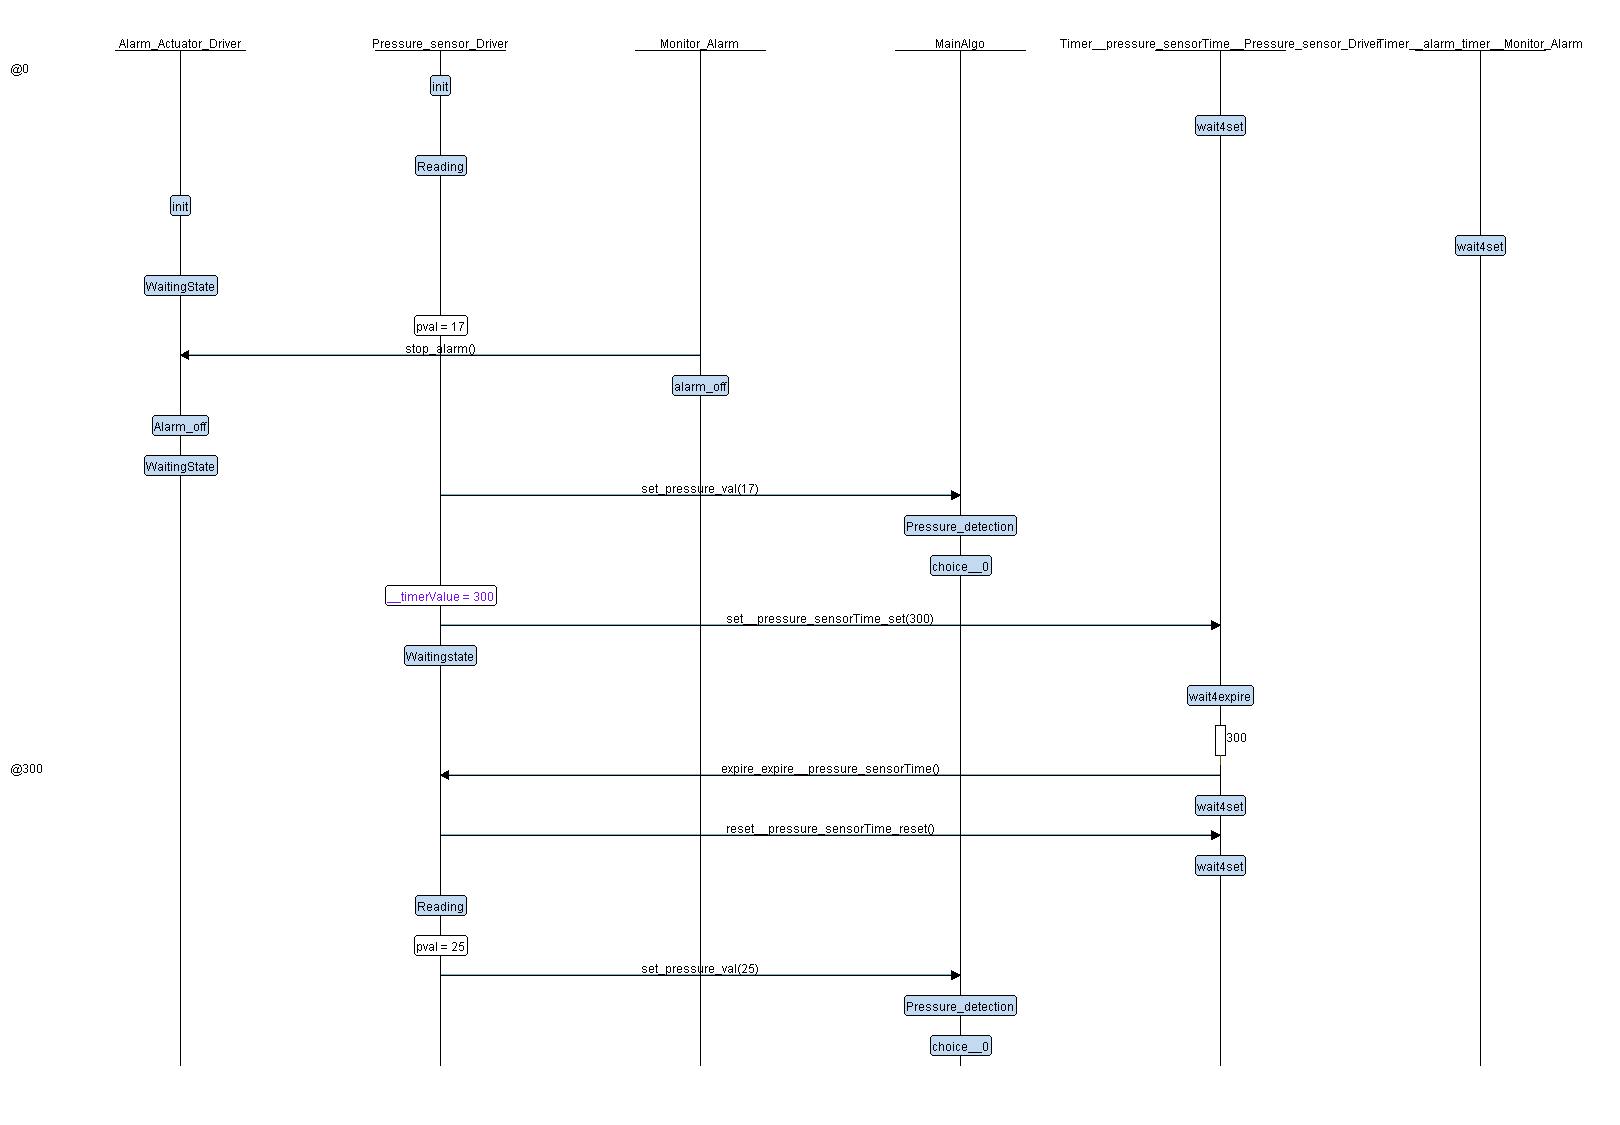 Alarm_Actuator_Driver
Pressure_sensor_Driver
Monitor_Alarm
MainAlgo
Timer__pressure_sensorTime__Pressure_sensor_Driver
Timer__alarm_timer__Monitor_Alarm
@0
init
wait4set
Reading
init
wait4set
WaitingState
pval = 17
stop_alarm()
alarm_off
Alarm_off
WaitingState
set_pressure_val(17)
Pressure_detection
choice__0
__timerValue = 300
set__pressure_sensorTime_set(300)
Waitingstate
wait4expire
300
@300
expire_expire__pressure_sensorTime()
wait4set
reset__pressure_sensorTime_reset()
wait4set
Reading
pval = 25
set_pressure_val(25)
Pressure_detection
choice__0